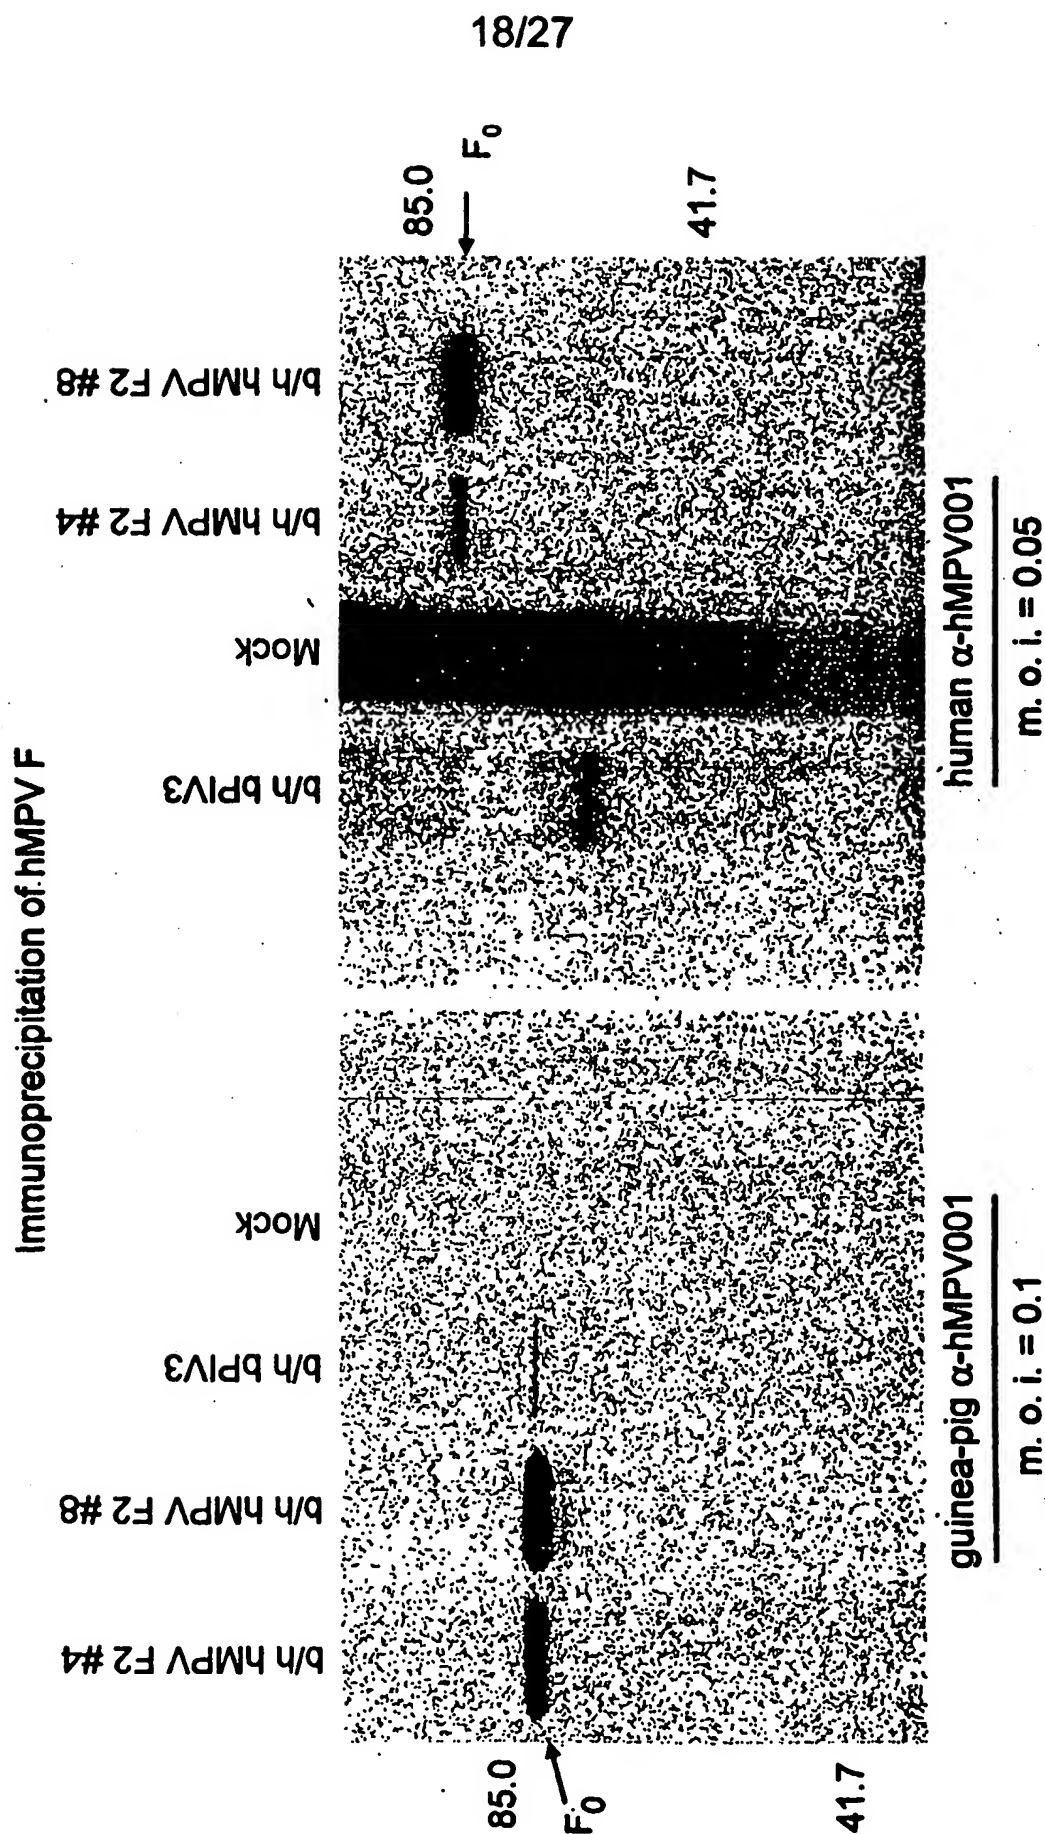 18/27
Immunoprecipitation of hMPV F
b/h hMPV F2 #4
b/h hMPV F2 #8
b/h bPIV3
Mock
b/h bPIV3
Mock
b/h hMPV F2 #4
b/h hMPV F2 #8
85.0
F0
41.7
85.0
F0
41.7
guinea-pig α-hMPV001
m. o. i. = 0.1
human α-hMPV001
m. o. i. = 0.05